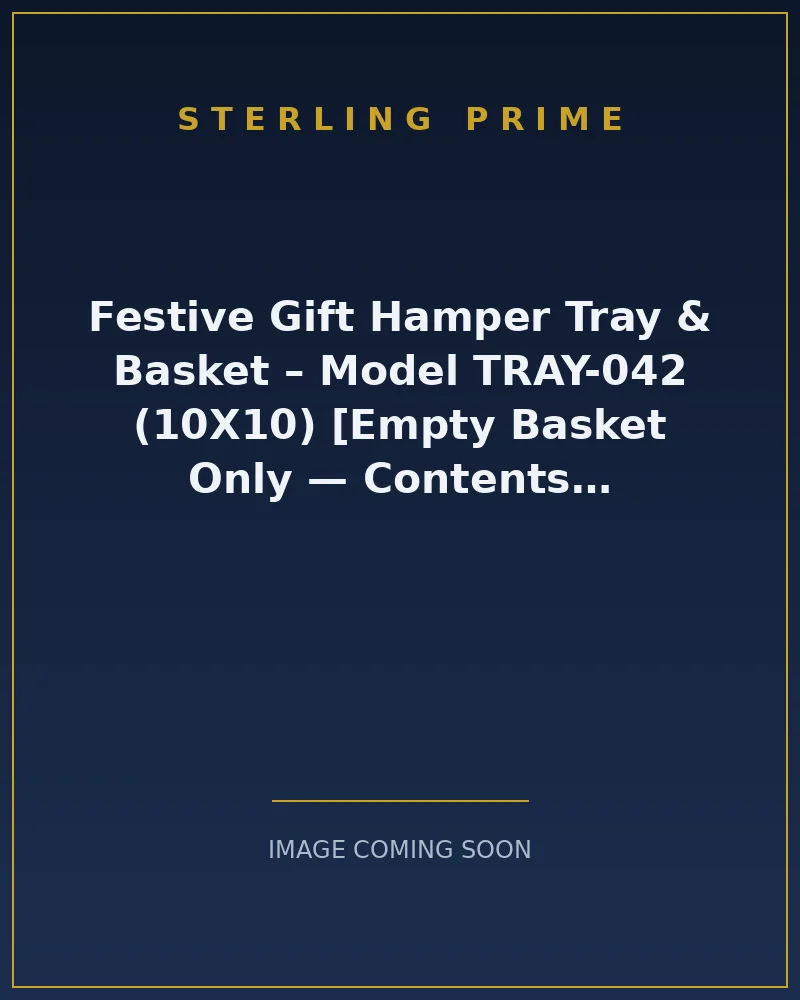 STERLING PRIME
Festive Gift Hamper Tray &
Basket – Model TRAY-042
(10X10) [Empty Basket
Only — Contents…
IMAGE COMING SOON